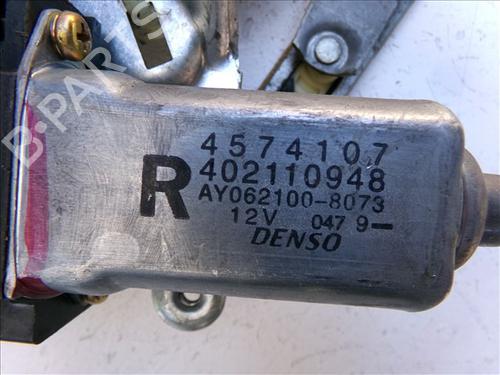 B-PARTS
4574107
R
402110948
AY062100-8073
12V 047 9-
DENSO